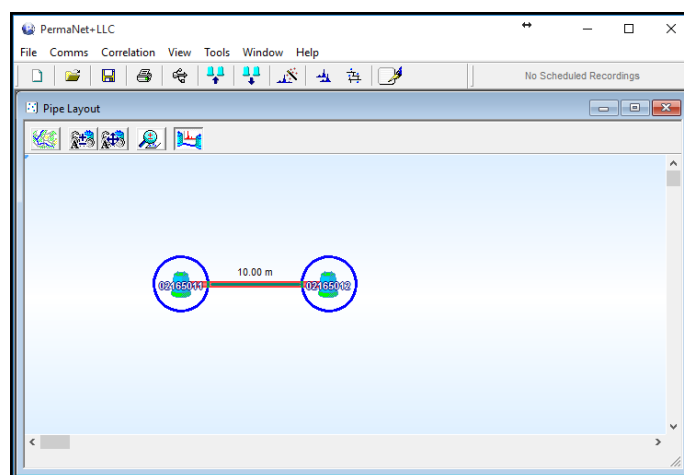 PermaNet+LLC
File Comms Correlation View Tools Window Help
No Scheduled Recordings
Pipe Layout
10.00 m
02165011 02165012